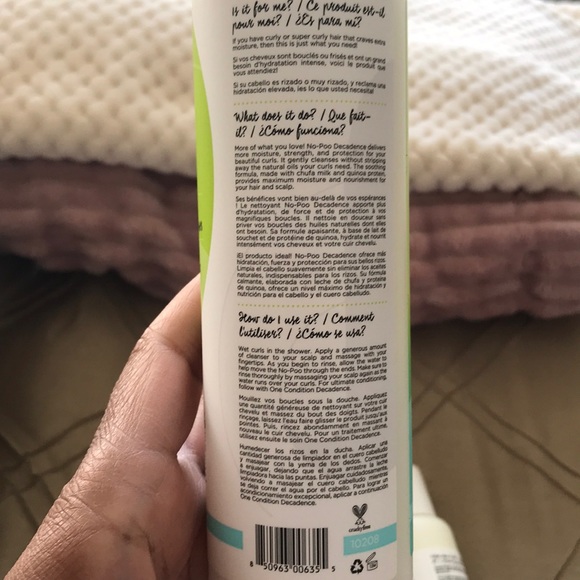 Is it for me? / Ce produit est-il
pour moi? / ¿Es para mí?
If you have curly or super curly hair that craves extra
moisture, then this is just what you need!
Si vos cheveux sont bouclés ou frisés et ont un grand
besoin d'hydratation intense, voici le produit que
vous attendiez!
Si su cabello es rizado o muy rizado, y reclama una
hidratación elevada, ¡es lo que usted necesita!
What does it do? / Que fait-
il? / ¿Cómo funciona?
More of what you love! No-Poo Decadence delivers
more moisture, strength, and protection for your
beautiful curls. It gently cleanses without stripping
away the natural oils your curls need. The soothing
formula, made with chufa milk and quinoa protein,
provides maximum moisture and nourishment for
your hair and scalp.
Ses bénéfices vont bien au-delà de vos espérances
! Le nettoyant No-Poo Decadence apporte plus
d'hydratation, de force et de protection à vos
magnifiques boucles. Il nettoie en douceur sans
priver vos boucles des huiles naturelles dont elles
ont besoin. Sa formule apaisante, à base de lait de
souchet et de protéine de quinoa, hydrate et nourrit
intensément vos cheveux et votre cuir chevelu.
¡El producto ideal! No-Poo Decadence ofrece más
hidratación, fuerza y protección para sus bellos rizos.
Limpia el cabello suavemente sin eliminar los aceites
naturales, indispensables para los rizos. Su fórmula
calmante, elaborada con leche de chufa y proteína
de quinoa, ofrece un nivel máximo de hidratación y
nutrición para el cabello y el cuero cabelludo.
How do I use it? / Comment
l'utiliser? / ¿Cómo se usa?
Wet curls in the shower. Apply a generous amount
of cleanser to your scalp and massage with your
fingertips. As you begin to rinse, allow the water to
help move the No-Poo through the ends. Make sure to
rinse thoroughly by massaging your scalp again as the
water runs over your curls. For ultimate conditioning,
follow with One Condition Decadence.
Mouillez vos boucles sous la douche. Appliquez
une quantité généreuse de nettoyant sur votre cuir
chevelu et massez du bout des doigts. Pendant le
rinçage, laissez l'eau faire glisser le produit jusqu'aux
pointes. Puis, rincez abondamment en massant à
nouveau le cuir chevelu. Pour un traitement ultime,
utilisez ensuite le soin One Condition Decadence.
Humedecer los rizos en la ducha. Aplicar una
cantidad generosa de limpiador en el cuero cabelludo
y masajear con la yema de los dedos. Comenzar
a enjuagar, dejando que el agua arrastre la leche
limpiadora hacia las puntas. Enjuagar cuidadosamente,
volviendo a masajear el cuero cabelludo mientras
se deja correr el agua por el cabello. Para lograr un
acondicionamiento excepcional, aplicar a continuación
One Condition Decadence.
crueltyfree
10208
8 50963 00635 5